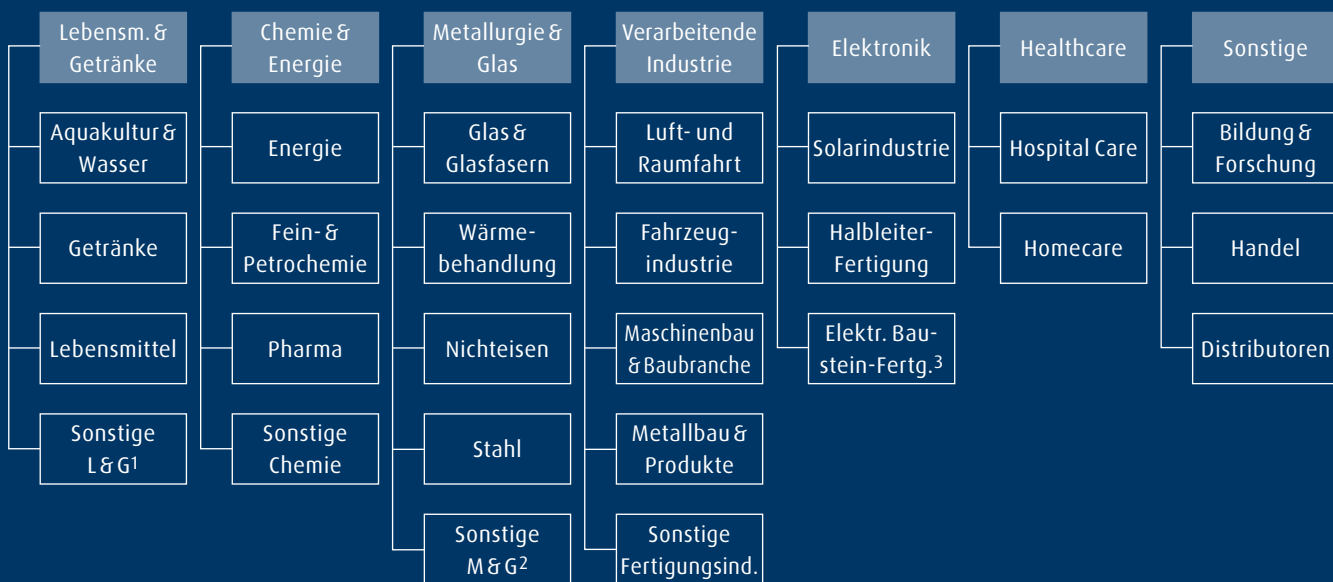 Lebensm. &
Getränke
Aquakultur &
Wasser
Getränke
Lebensmittel
Sonstige
L & G1
Chemie &
Energie
Energie
Fein- &
Petrochemie
Pharma
Sonstige
Chemie
Metallurgie &
Glas
Glas &
Glasfasern
Wärme-
behandlung
Nichteisen
Stahl
Sonstige
M & G2
Verarbeitende
Industrie
Luft- und
Raumfahrt
Fahrzeug-
industrie
Maschinenbau
& Baubranche
Metallbau &
Produkte
Sonstige
Fertigungsind.
Elektronik
Solarindustrie
Halbleiter-
Fertigung
Elektr. Bau-
stein-Fertg.3
Healthcare
Hospital Care
Homecare
Sonstige
Bildung &
Forschung
Handel
Distributoren